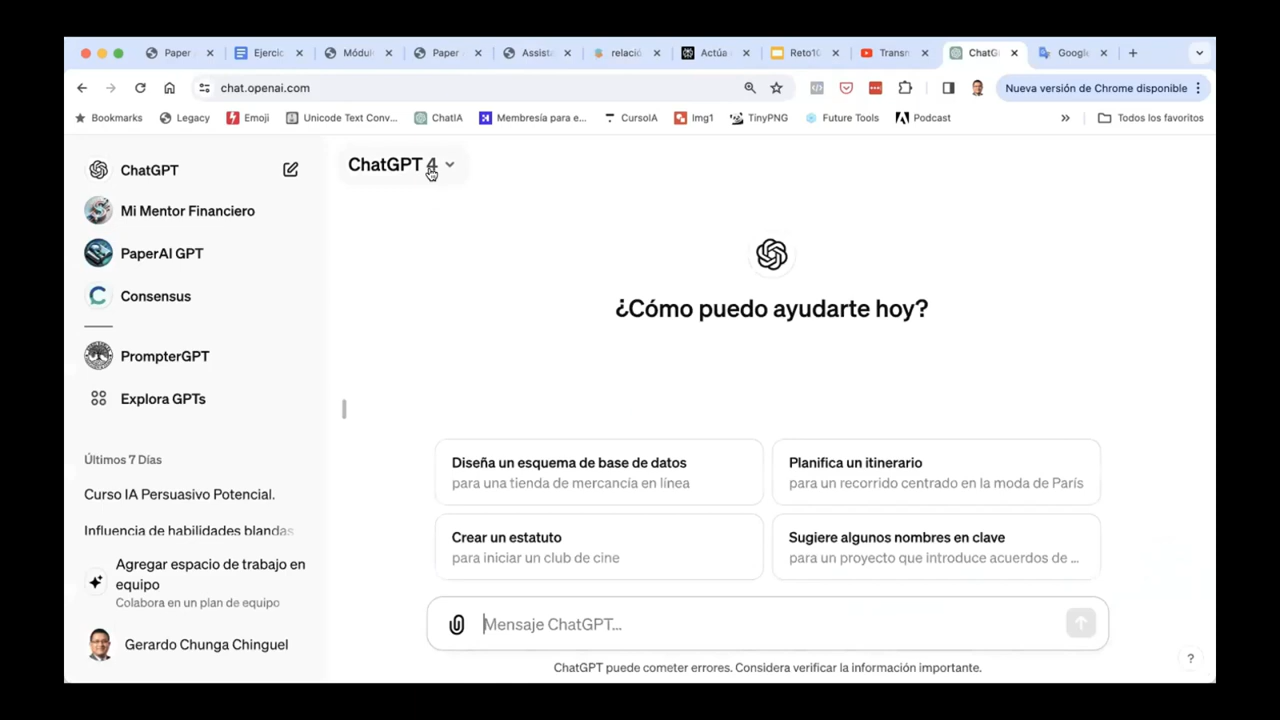 Paper
Ejercic
Módul
Paper
Assista
relació
Actúa
Reto10
Transm
ChatG
Google
chat.openai.com
Nueva versión de Chrome disponible
Bookmarks
Legacy
Emoji
Unicode Text Conv...
ChatIA
Membresía para e...
CursoIA
Img1
TinyPNG
Future Tools
Podcast
Todos los favoritos
ChatGPT
Mi Mentor Financiero
PaperAI GPT
Consensus
PrompterGPT
Explora GPTs
Últimos 7 Días
Curso IA Persuasivo Potencial.
Influencia de habilidades blandas
Agregar espacio de trabajo en
equipo
Colabora en un plan de equipo
Gerardo Chunga Chinguel
ChatGPT 4
¿Cómo puedo ayudarte hoy?
Diseña un esquema de base de datos
para una tienda de mercancía en línea
Planifica un itinerario
para un recorrido centrado en la moda de París
Crear un estatuto
para iniciar un club de cine
Sugiere algunos nombres en clave
para un proyecto que introduce acuerdos de ...
Mensaje ChatGPT...
ChatGPT puede cometer errores. Considera verificar la información importante.
?